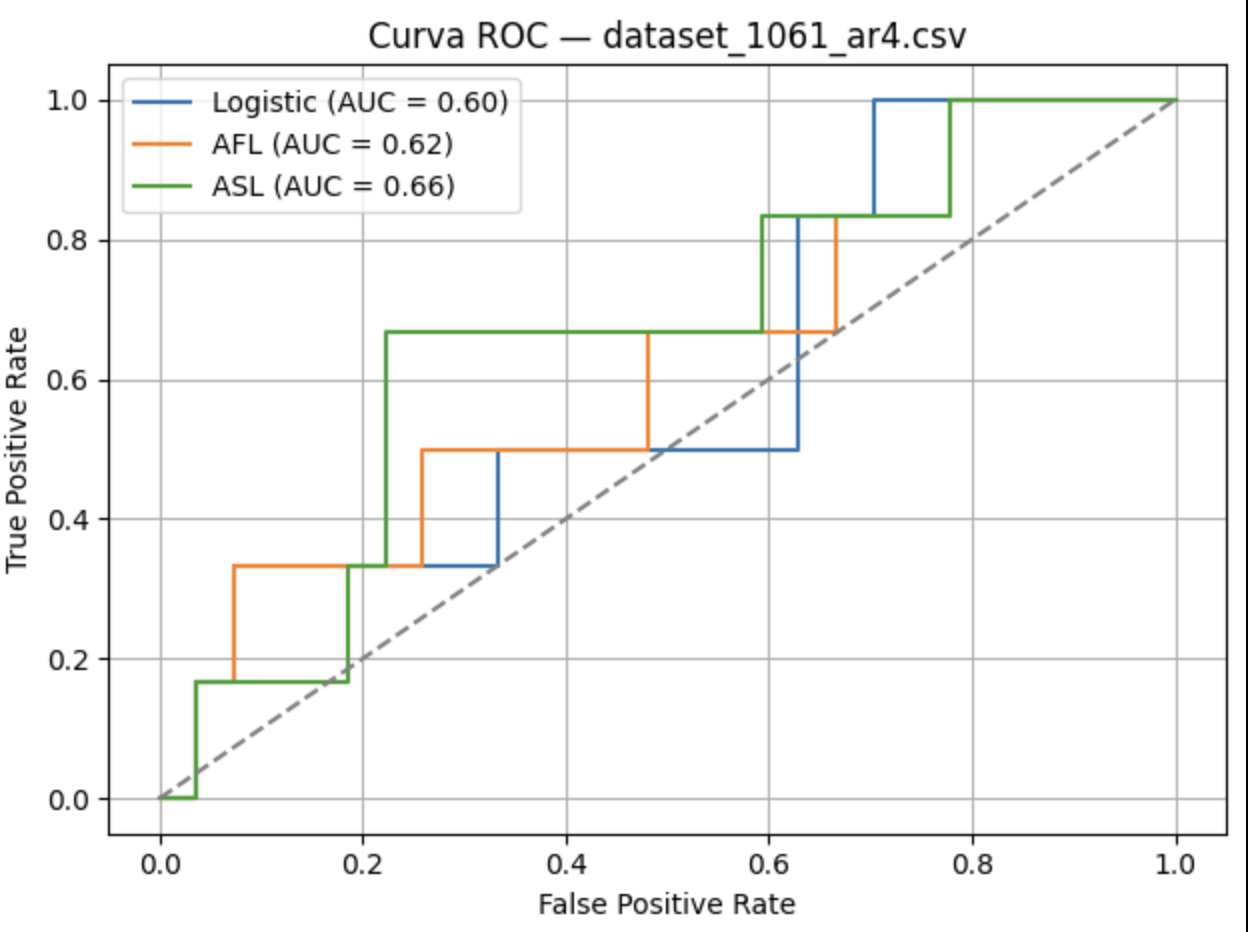 Curva ROC — dataset_1061_ar4.csv
Logistic (AUC = 0.60)
AFL (AUC = 0.62)
ASL (AUC = 0.66)
True Positive Rate
1.0
0.8
0.6
0.4
0.2
0.0
0.0 0.2 0.4 0.6 0.8 1.0
False Positive Rate